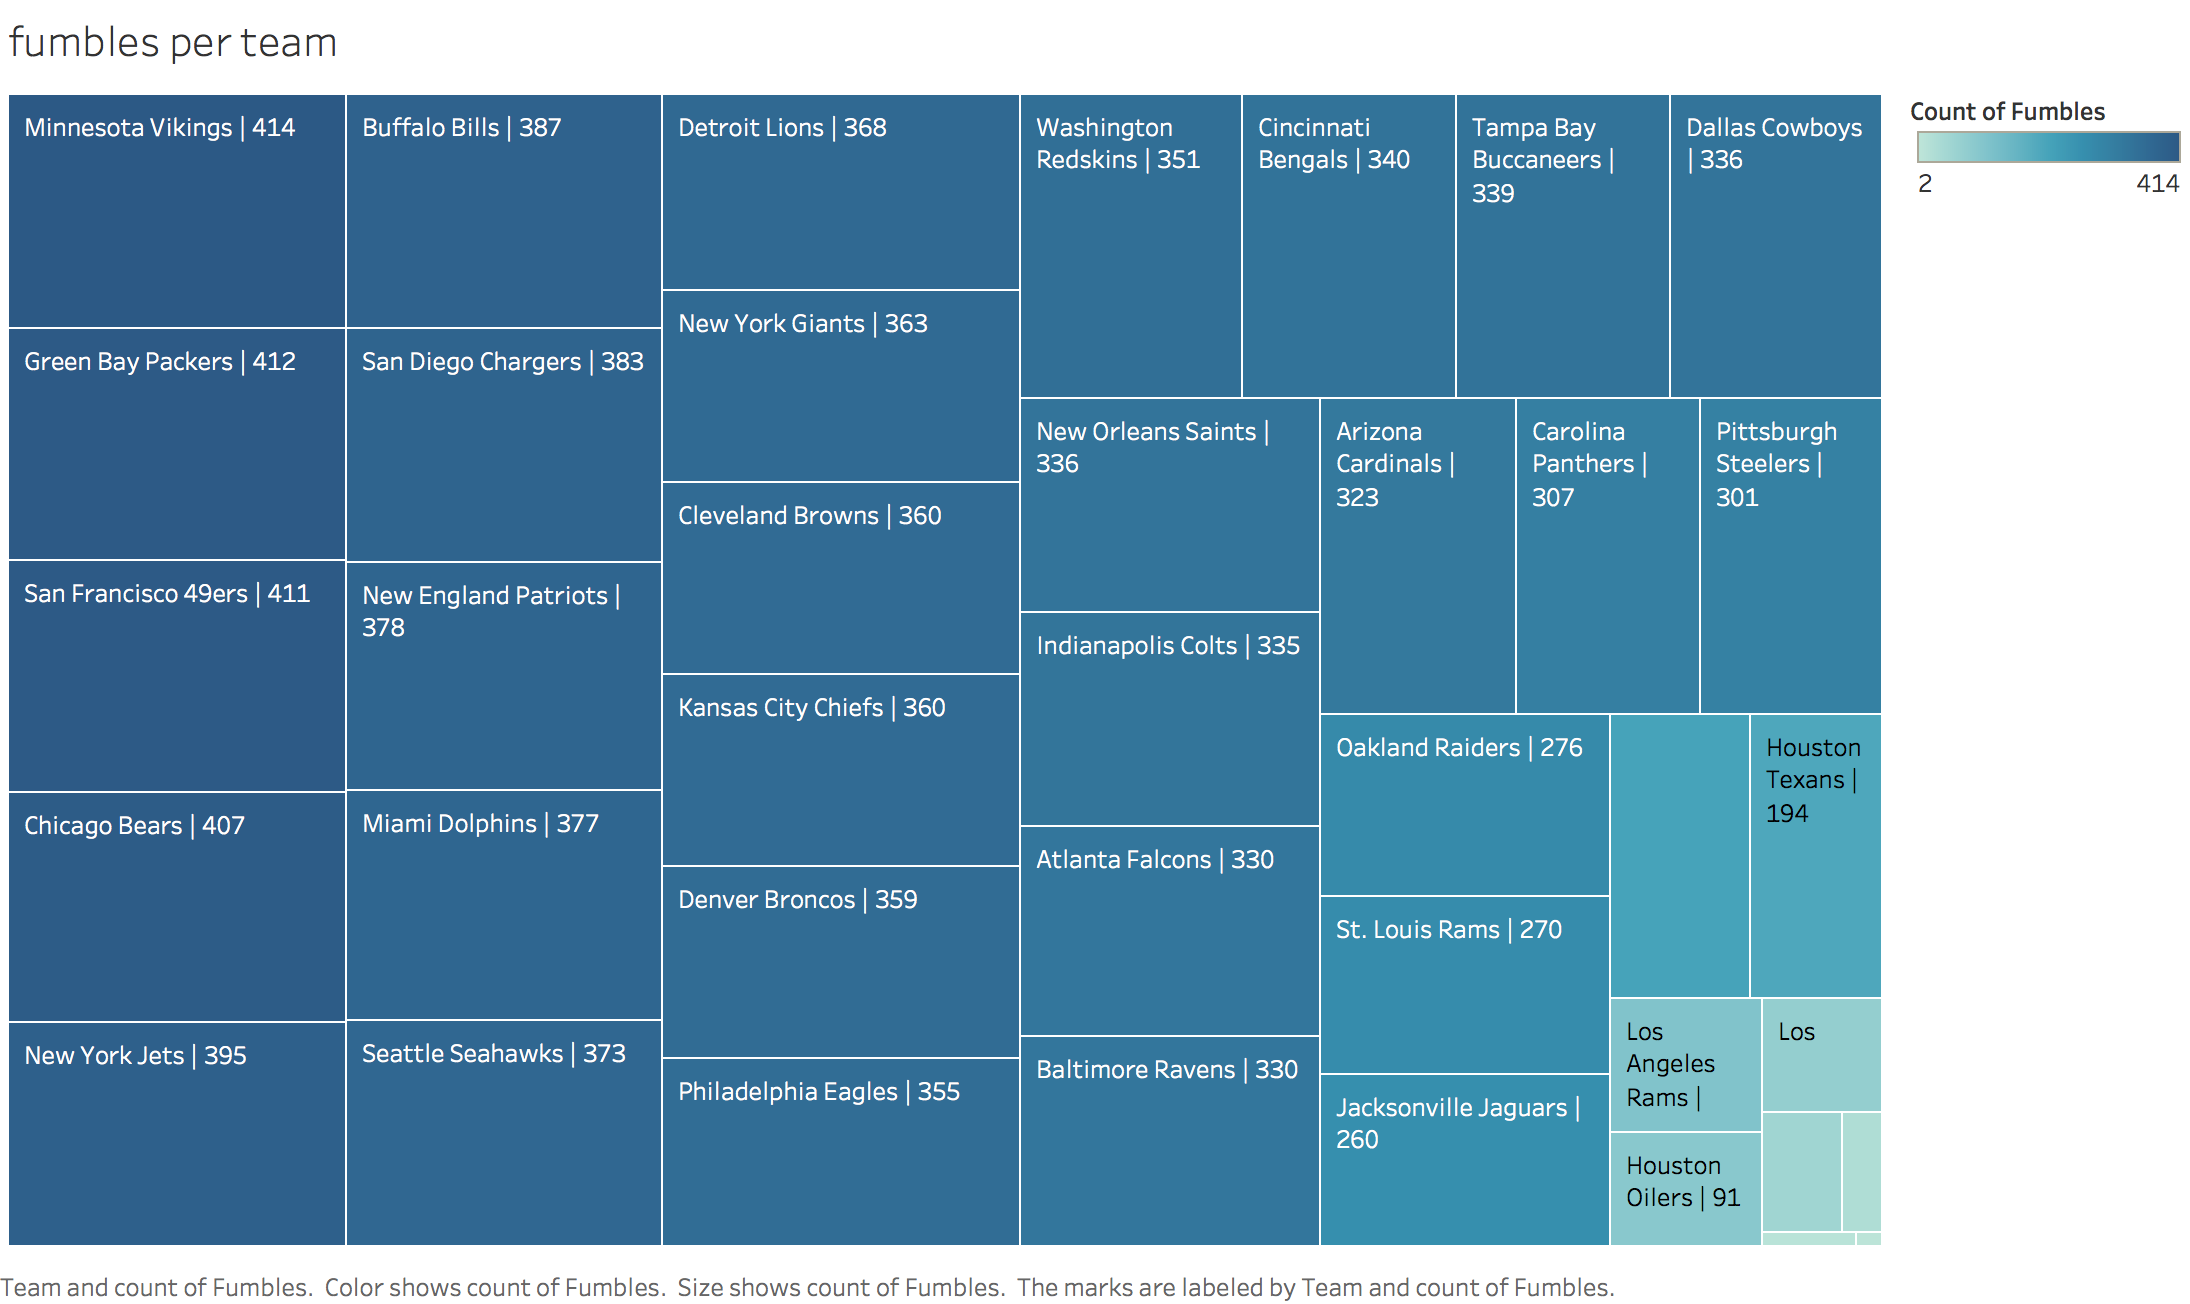 fumbles per team
Minnesota Vikings | 414
Green Bay Packers | 412
San Francisco 49ers | 411
Chicago Bears | 407
New York Jets | 395
Buffalo Bills | 387
San Diego Chargers | 383
New England Patriots |
378
Miami Dolphins | 377
Seattle Seahawks | 373
Detroit Lions | 368
New York Giants | 363
Cleveland Browns | 360
Kansas City Chiefs | 360
Denver Broncos | 359
Philadelphia Eagles | 355
Washington
Redskins | 351
Cincinnati
Bengals | 340
Tampa Bay
Buccaneers |
339
Dallas Cowboys
| 336
New Orleans Saints |
336
Indianapolis Colts | 335
Atlanta Falcons | 330
Baltimore Ravens | 330
Arizona
Cardinals |
323
Carolina
Panthers |
307
Pittsburgh
Steelers |
301
Oakland Raiders | 276
St. Louis Rams | 270
Jacksonville Jaguars |
260
Houston
Texans |
194
Los
Angeles
Rams |
Los
Houston
Oilers | 91
Count of Fumbles
2
414
Team and count of Fumbles.  Color shows count of Fumbles.  Size shows count of Fumbles.  The marks are labeled by Team and count of Fumbles.